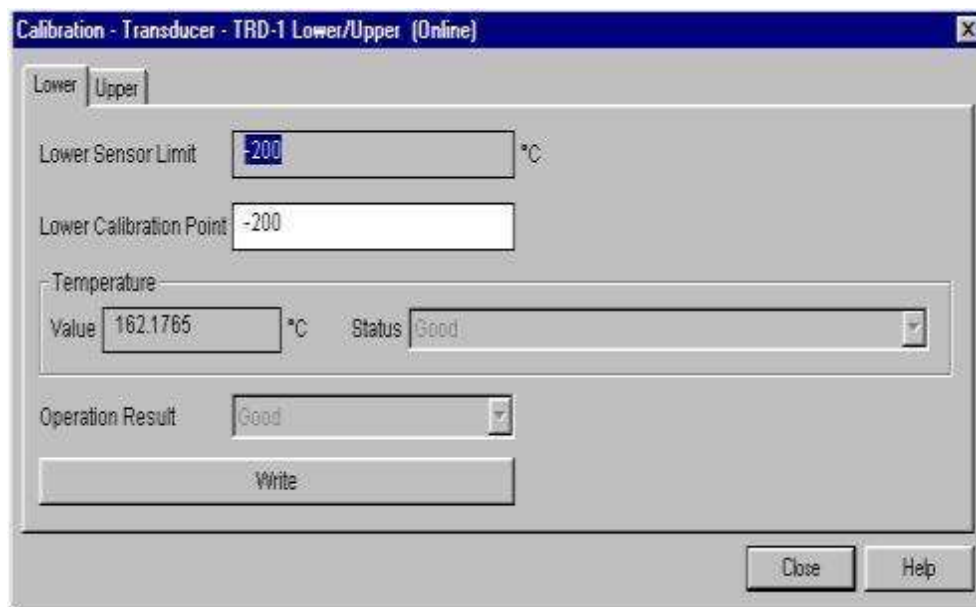 Calibration - Transducer - TRD-1 Lower/Upper (Online)
Lower Upper
Lower Sensor Limit -200 °C
Lower Calibration Point -200
Temperature
Value 162.1765 °C Status Good
Operation Result Good
Write
Close Help